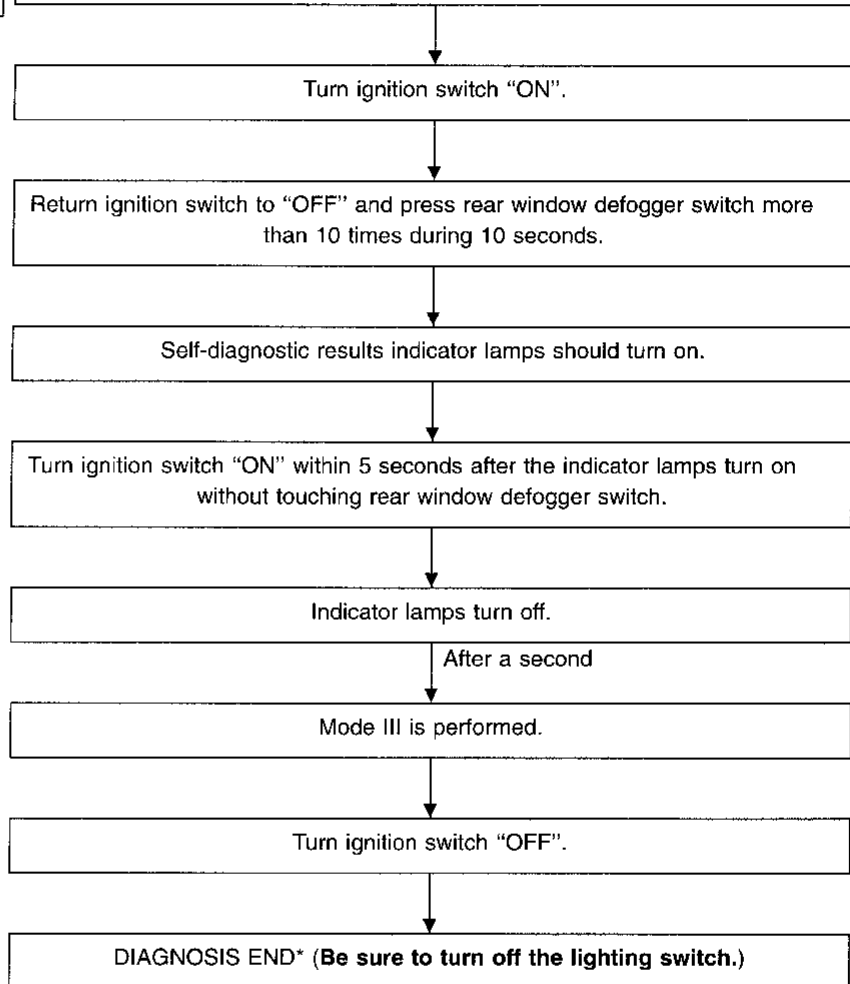 Turn ignition switch “ON”.
Return ignition switch to “OFF” and press rear window defogger switch more
than 10 times during 10 seconds.
Self-diagnostic results indicator lamps should turn on.
Turn ignition switch “ON” within 5 seconds after the indicator lamps turn on
without touching rear window defogger switch.
Indicator lamps turn off.
After a second
Mode III is performed.
Turn ignition switch “OFF”.
DIAGNOSIS END* (Be sure to turn off the lighting switch.)